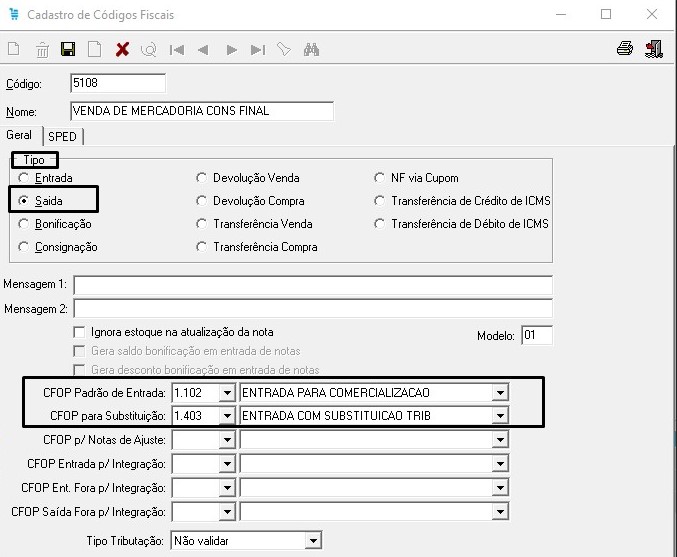 Cadastro de Códigos Fiscais
Código: 5108
Nome: VENDA DE MERCADORIA CONS FINAL
Geral SPED
Tipo
Entrada Devolução Venda NF via Cupom
Saida Devolução Compra Transferência de Crédito de ICMS
Bonificação Transferência Venda Transferência de Débito de ICMS
Consignação Transferência Compra
Mensagem 1:
Mensagem 2:
Ignora estoque na atualização da nota Modelo: 01
Gera saldo bonificação em entrada de notas
Gera desconto bonificação em entrada de notas
CFOP Padrão de Entrada: 1.102 ENTRADA PARA COMERCIALIZACAO
CFOP para Substituição: 1.403 ENTRADA COM SUBSTITUICAO TRIB
CFOP p/ Notas de Ajuste:
CFOP Entrada p/ Integração:
CFOP Ent. Fora p/ Integração:
CFOP Saída Fora p/ Integração:
Tipo Tributação: Não validar